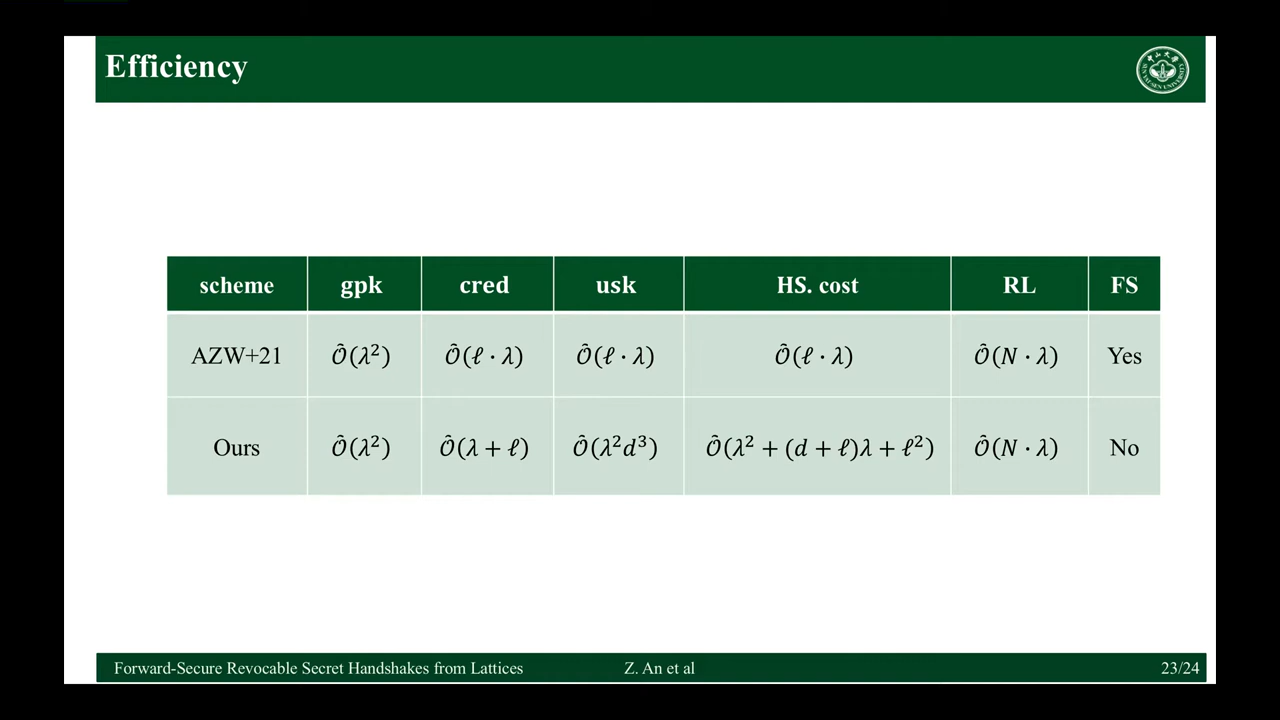 Efficiency
scheme gpk cred usk HS. cost RL FS
AZW+21 Õ(λ²) Õ(ℓ · λ) Õ(ℓ · λ) Õ(ℓ · λ) Õ(N · λ) Yes
Ours Õ(λ²) Õ(λ + ℓ) Õ(λ²d³) Õ(λ² + (d + ℓ)λ + ℓ²) Õ(N · λ) No
Forward-Secure Revocable Secret Handshakes from Lattices Z. An et al 23/24